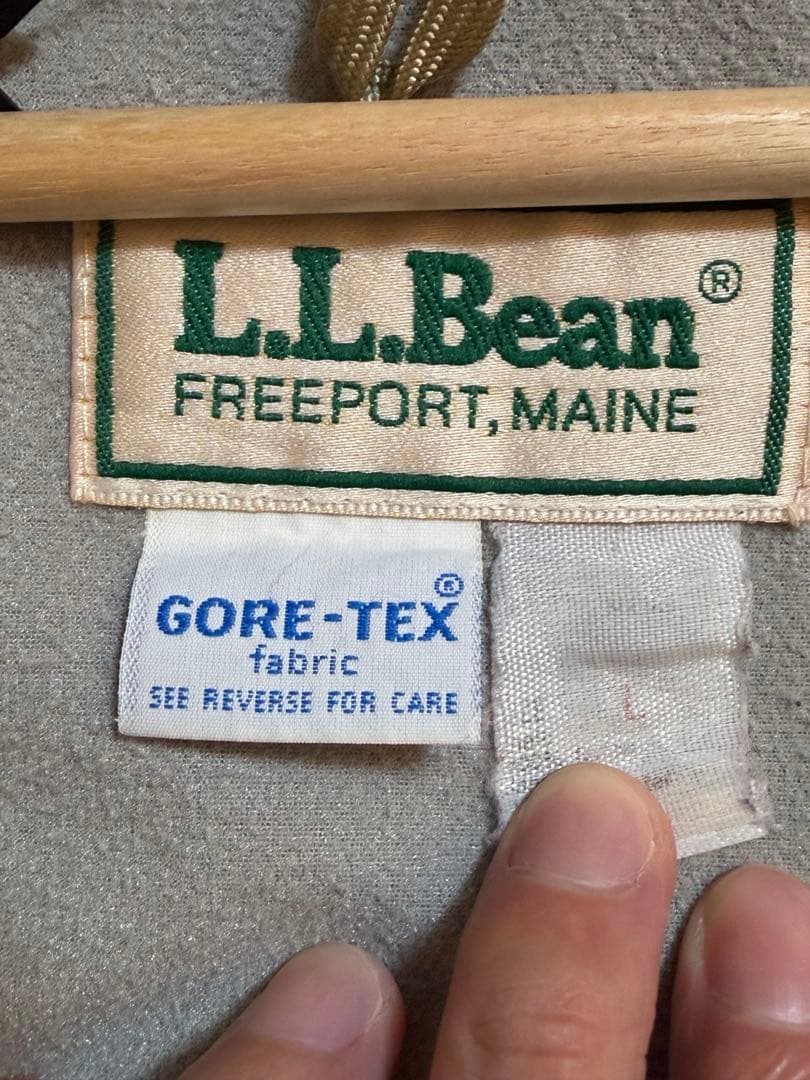 L.L.Bean®
FREEPORT, MAINE
GORE-TEX®
fabric
SEE REVERSE FOR CARE
L